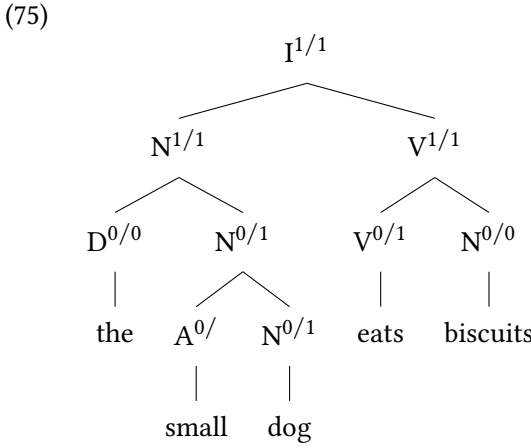 (75)
I1/1
N1/1 V1/1
D0/0 N0/1 V0/1 N0/0
the A0/ N0/1 eats biscuits
small dog